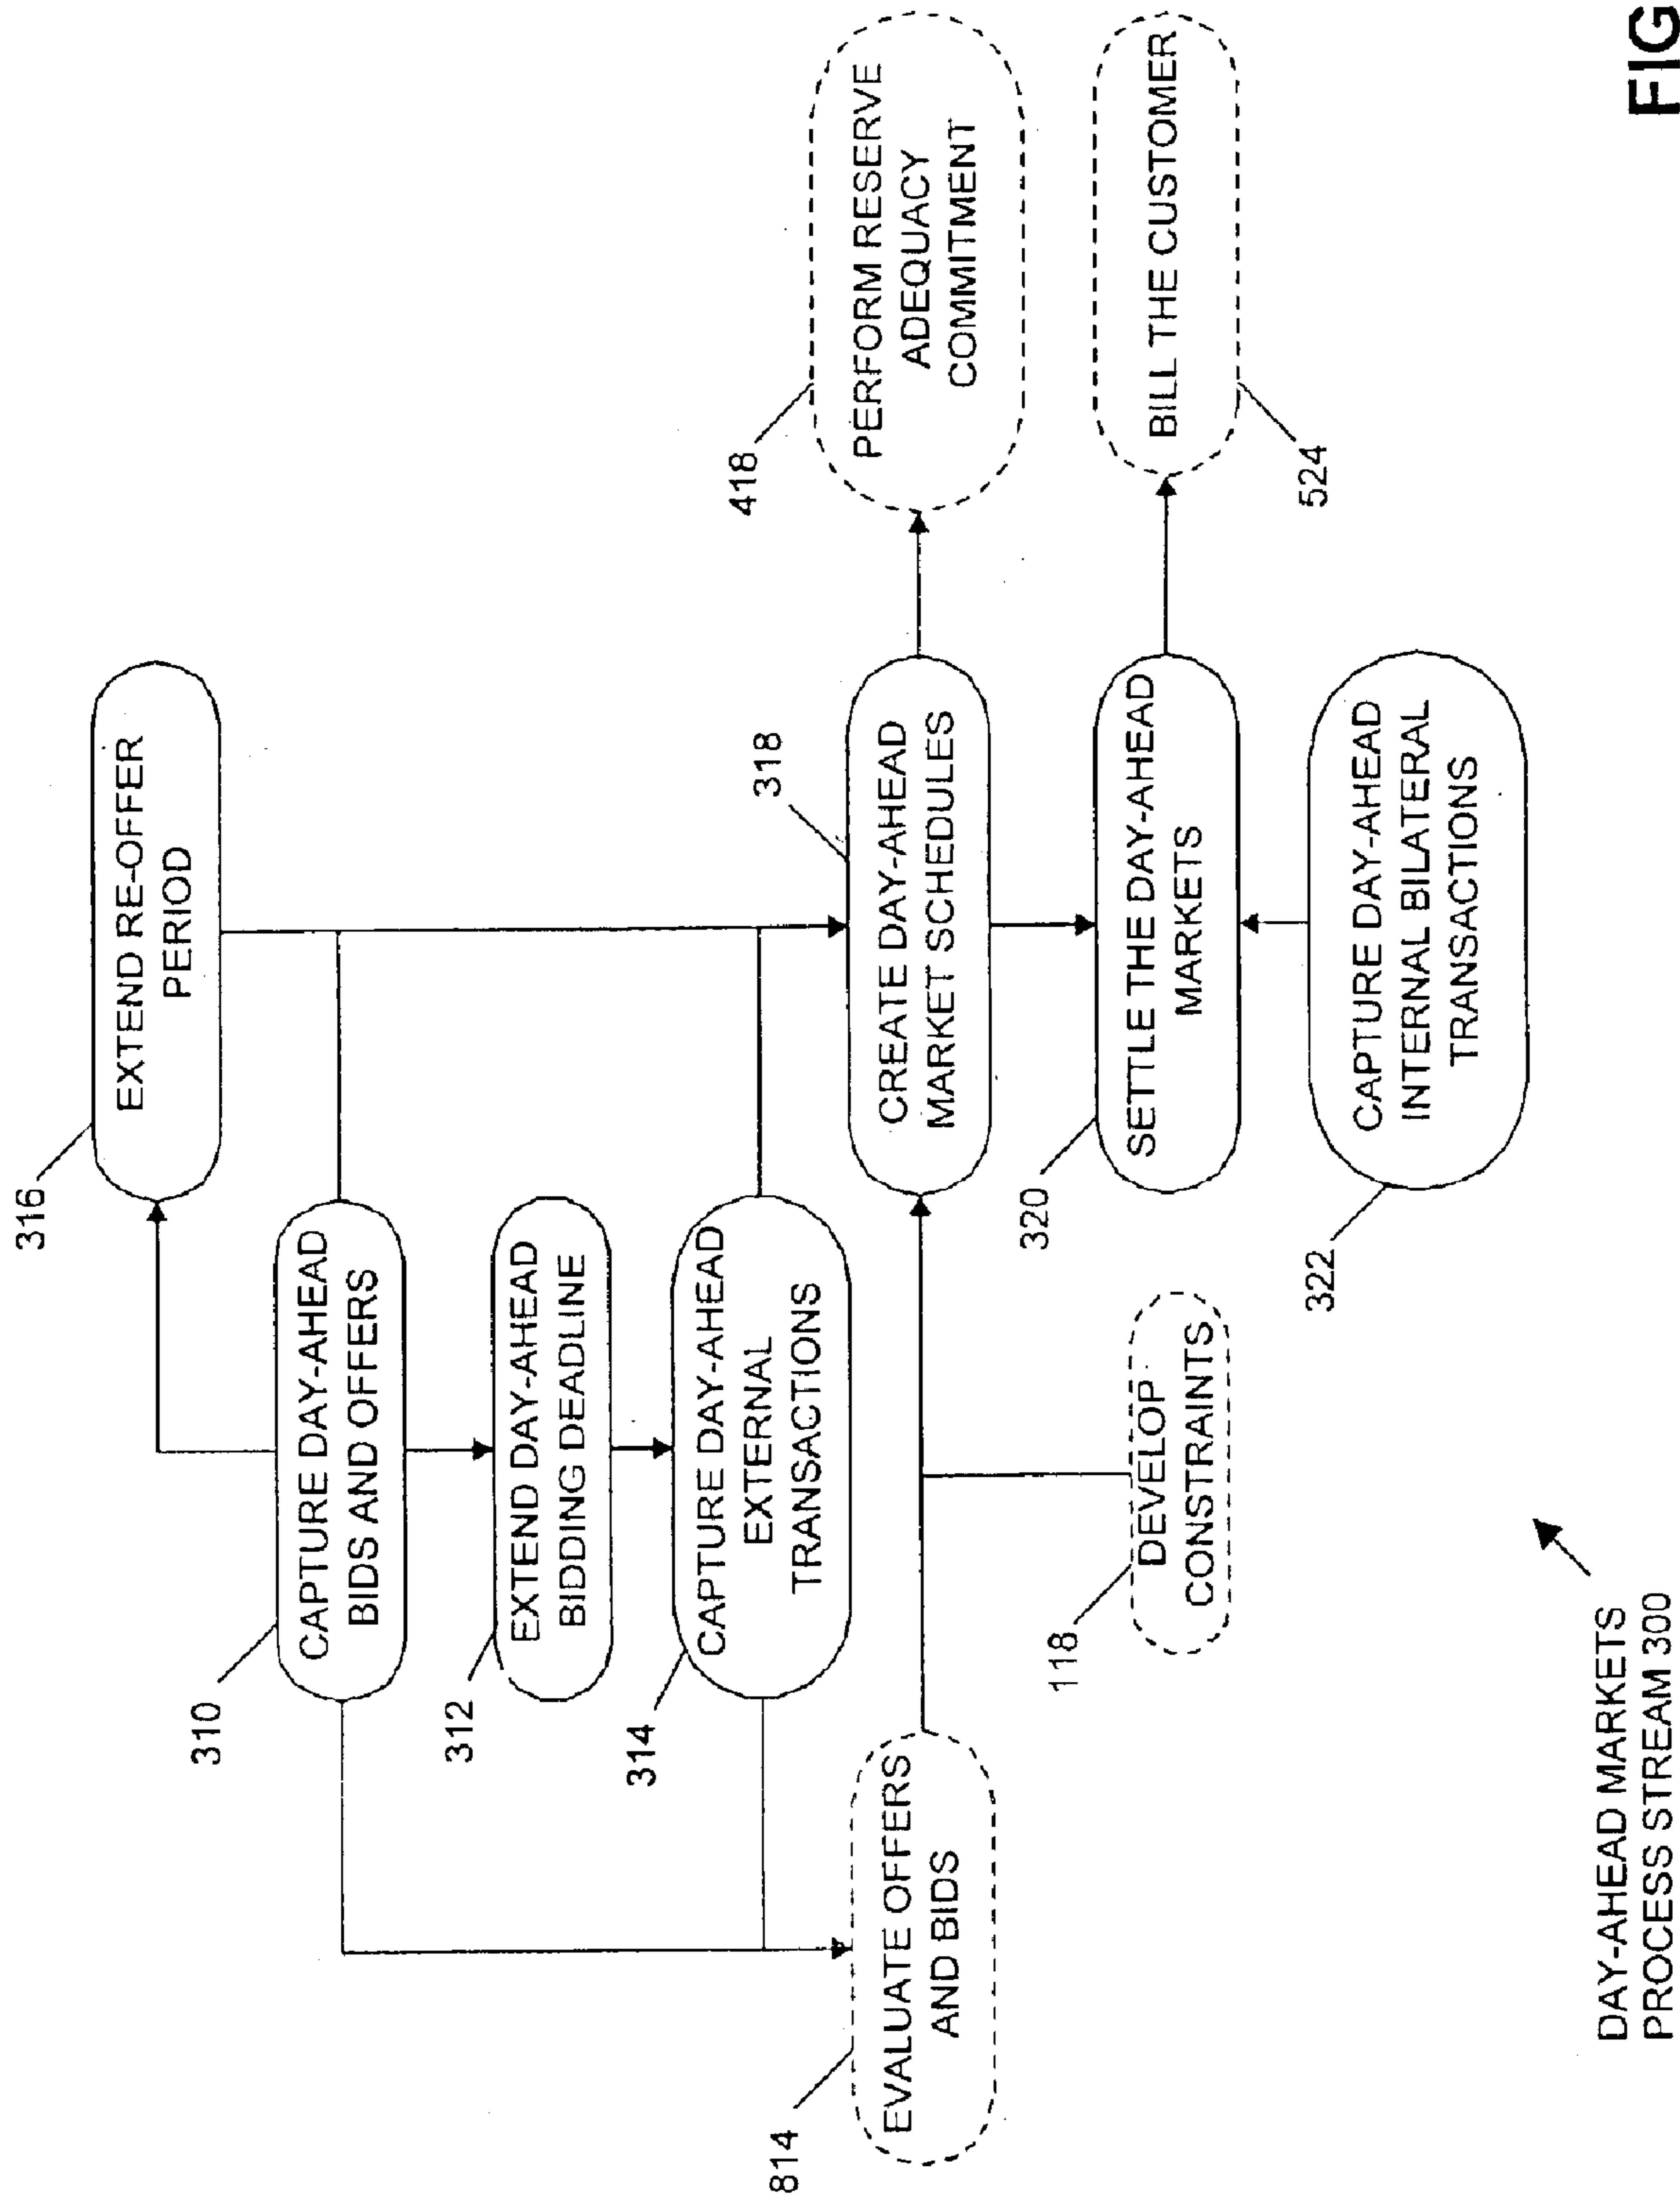 316
EXTEND RE-OFFER
PERIOD
310
CAPTURE DAY-AHEAD
BIDS AND OFFERS
312
EXTEND DAY-AHEAD
BIDDING DEADLINE
314
CAPTURE DAY-AHEAD
EXTERNAL
TRANSACTIONS
814
EVALUATE OFFERS
AND BIDS
318
CREATE DAY-AHEAD
MARKET SCHEDULES
418
PERFORM RESERVE
ADEQUACY
COMMITMENT
118
DEVELOP
CONSTRAINTS
320
SETTLE THE DAY-AHEAD
MARKETS
524
BILL THE CUSTOMER
322
CAPTURE DAY-AHEAD
INTERNAL BILATERAL
TRANSACTIONS
DAY-AHEAD MARKETS
PROCESS STREAM 300
FIG